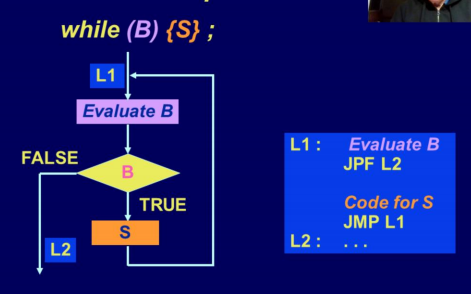 while (B) {S} ;
L1
Evaluate B
FALSE
B
TRUE
S
L2
L1 : Evaluate B
JPF L2
Code for S
JMP L1
L2 : . . .